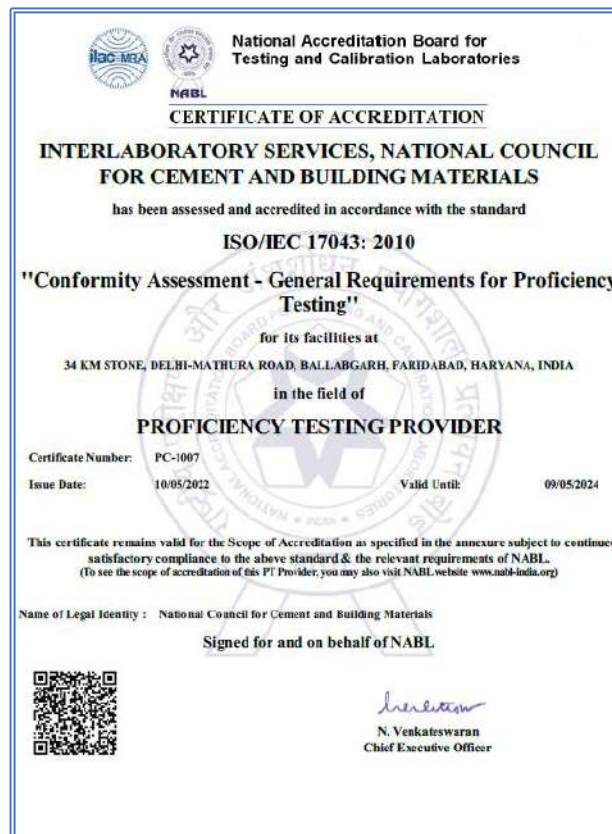 ilac-MRA
NABL
National Accreditation Board for
Testing and Calibration Laboratories
CERTIFICATE OF ACCREDITATION
INTERLABORATORY SERVICES, NATIONAL COUNCIL
FOR CEMENT AND BUILDING MATERIALS
has been assessed and accredited in accordance with the standard
ISO/IEC 17043: 2010
"Conformity Assessment - General Requirements for Proficiency
Testing"
for its facilities at
34 KM STONE, DELHI-MATHURA ROAD, BALLABGARH, FARIDABAD, HARYANA, INDIA
in the field of
PROFICIENCY TESTING PROVIDER
Certificate Number: PC-1007
Issue Date: 10/05/2022 Valid Until: 09/05/2024
This certificate remains valid for the Scope of Accreditation as specified in the annexure subject to continue
satisfactory compliance to the above standard & the relevant requirements of NABL.
(To see the scope of accreditation of this PT Provider, you may also visit NABL website www.nabl-india.org)
Name of Legal Identity : National Council for Cement and Building Materials
Signed for and on behalf of NABL
N. Venkateswaran
Chief Executive Officer